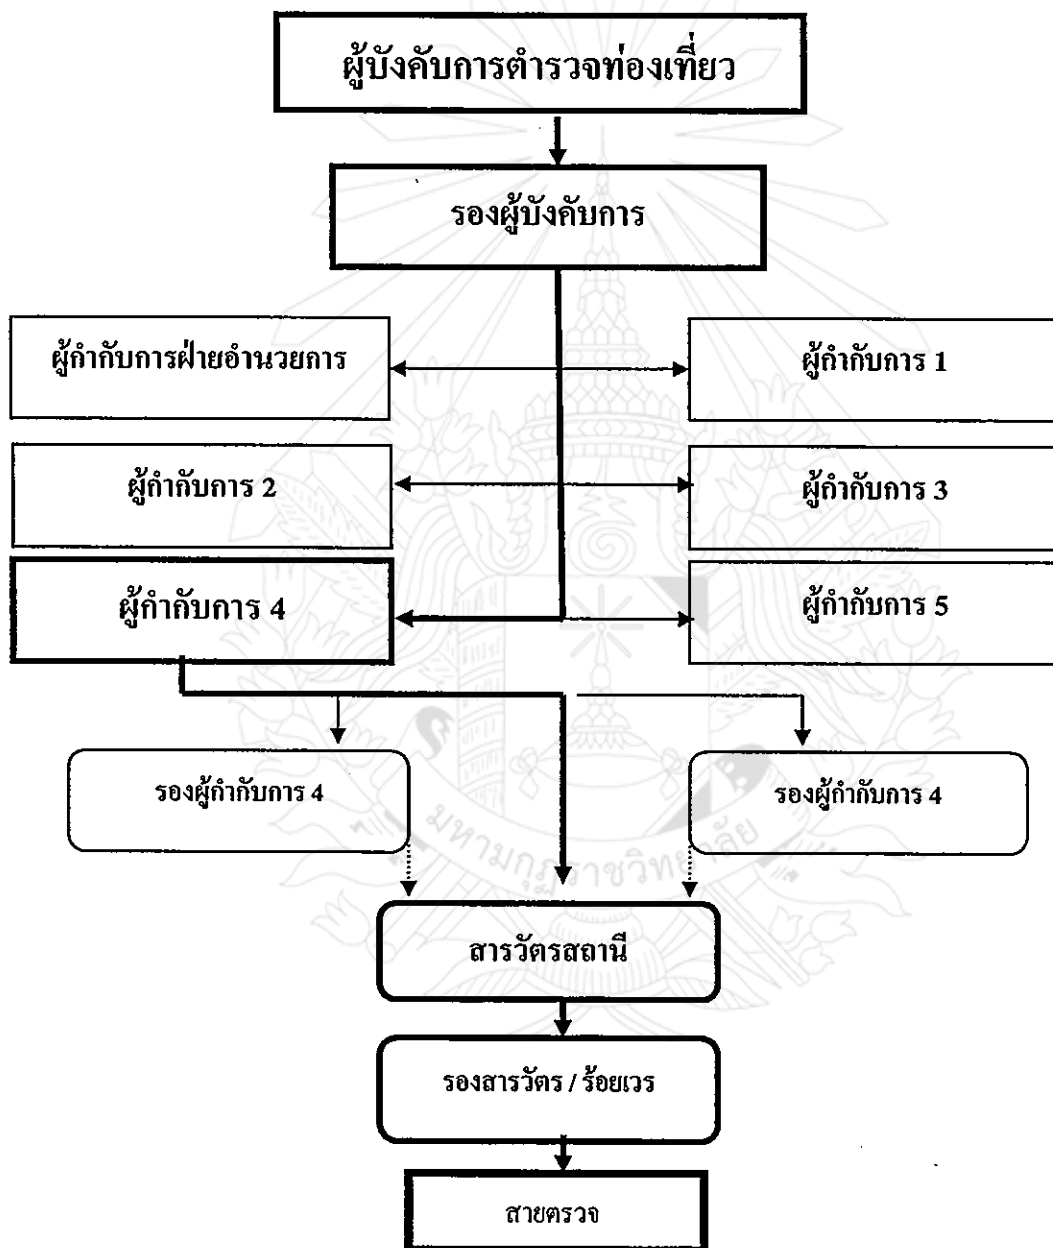 ผู้บังคับการตำรวจท่องเที่ยว
รองผู้บังคับการ
ผู้กำกับการฝ่ายอำนวยการ
ผู้กำกับการ 1
ผู้กำกับการ 2
ผู้กำกับการ 3
ผู้กำกับการ 4
ผู้กำกับการ 5
รองผู้กำกับการ 4
รองผู้กำกับการ 4
สารวัตรสถานี
รองสารวัตร / ร้อยเวร
สายตรวจ